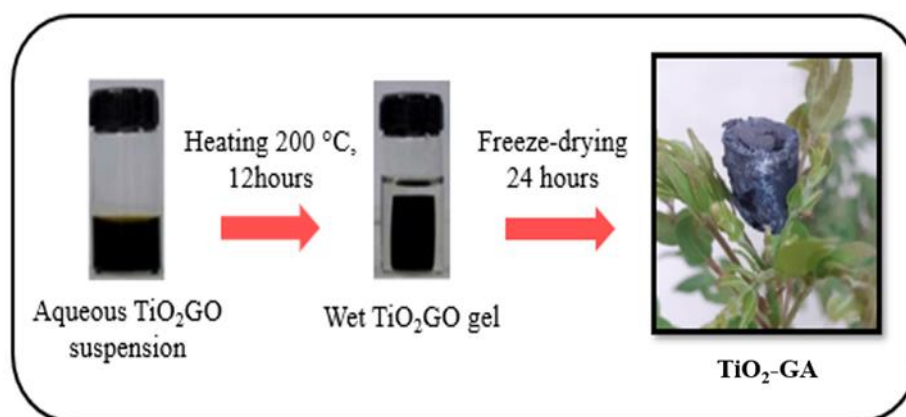 Heating 200 °C,
12hours
Freeze-drying
24 hours
Aqueous TiO₂GO
suspension
Wet TiO₂GO gel
TiO₂-GA